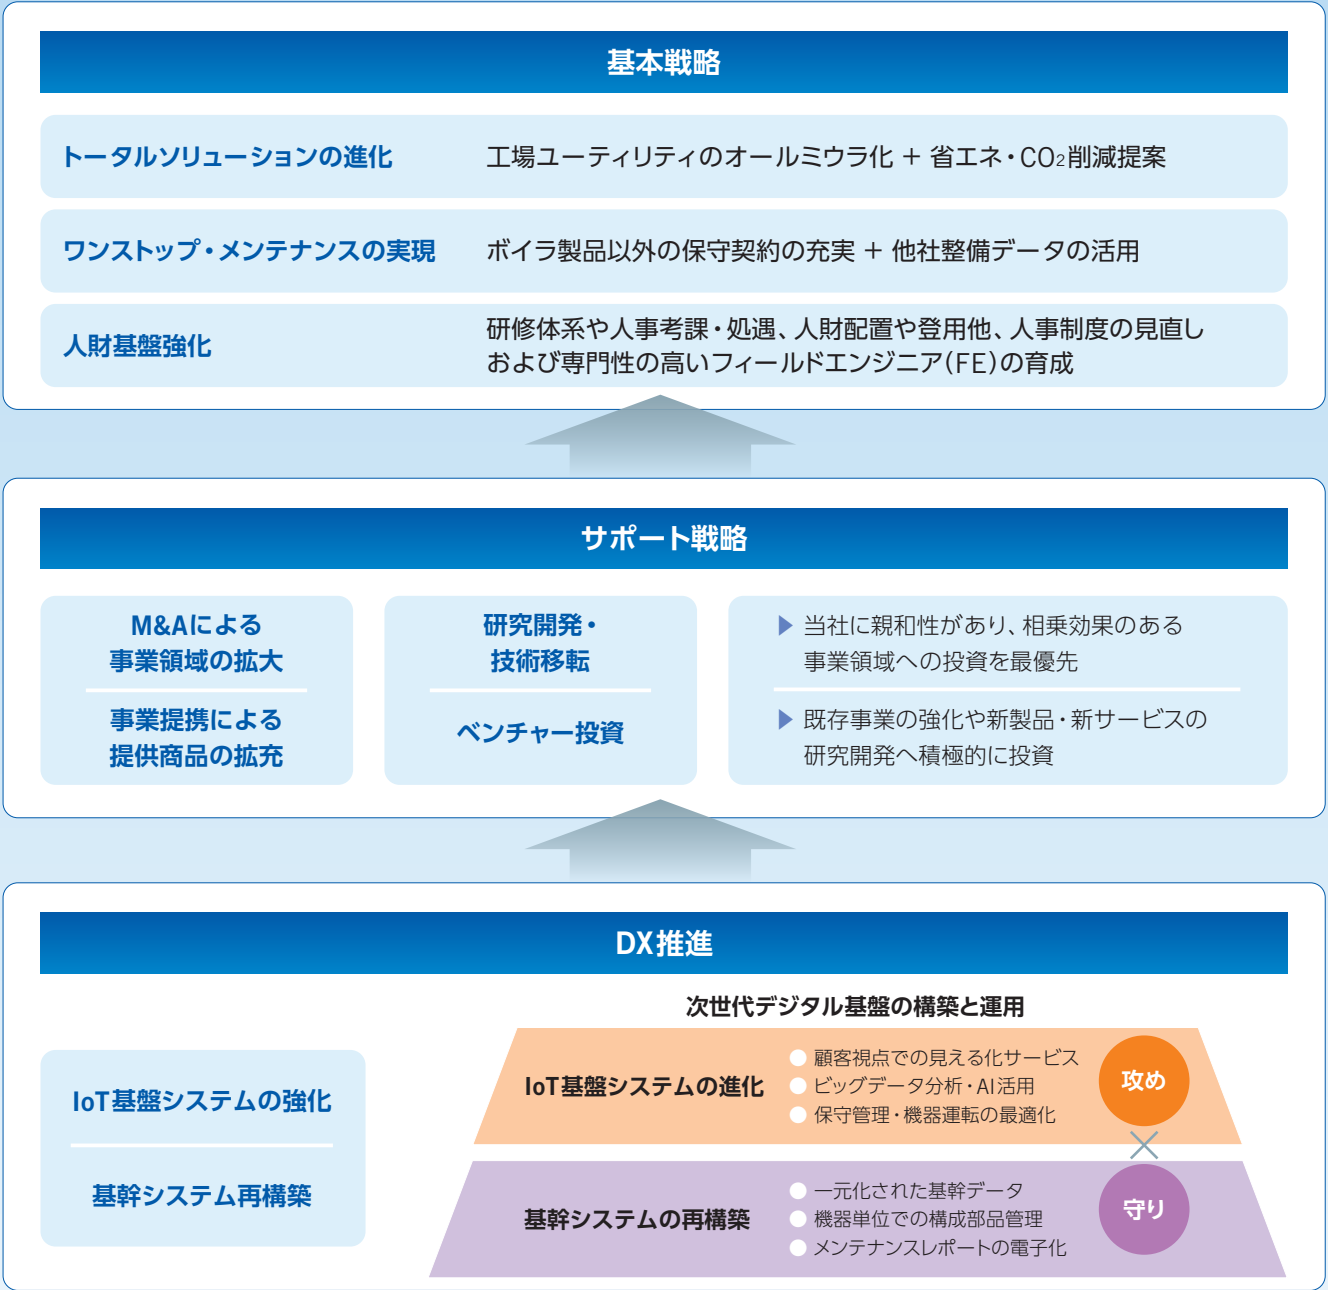 基本戦略
トータルソリューションの進化
工場ユーティリティのオールミウラ化 + 省エネ・CO₂削減提案
ワンストップ・メンテナンスの実現
ボイラ製品以外の保守契約の充実 + 他社整備データの活用
人財基盤強化
研修体系や人事考課・処遇、人財配置や登用他、人事制度の見直し
および専門性の高いフィールドエンジニア(FE)の育成
サポート戦略
M&Aによる
事業領域の拡大
事業提携による
提供商品の拡充
研究開発・
技術移転
ベンチャー投資
▶ 当社に親和性があり、相乗効果のある
事業領域への投資を最優先
▶ 既存事業の強化や新製品・新サービスの
研究開発へ積極的に投資
DX推進
IoT基盤システムの強化
基幹システム再構築
次世代デジタル基盤の構築と運用
IoT基盤システムの進化
● 顧客視点での見える化サービス
● ビッグデータ分析・AI活用
● 保守管理・機器運転の最適化
攻め
×
基幹システムの再構築
● 一元化された基幹データ
● 機器単位での構成部品管理
● メンテナンスレポートの電子化
守り